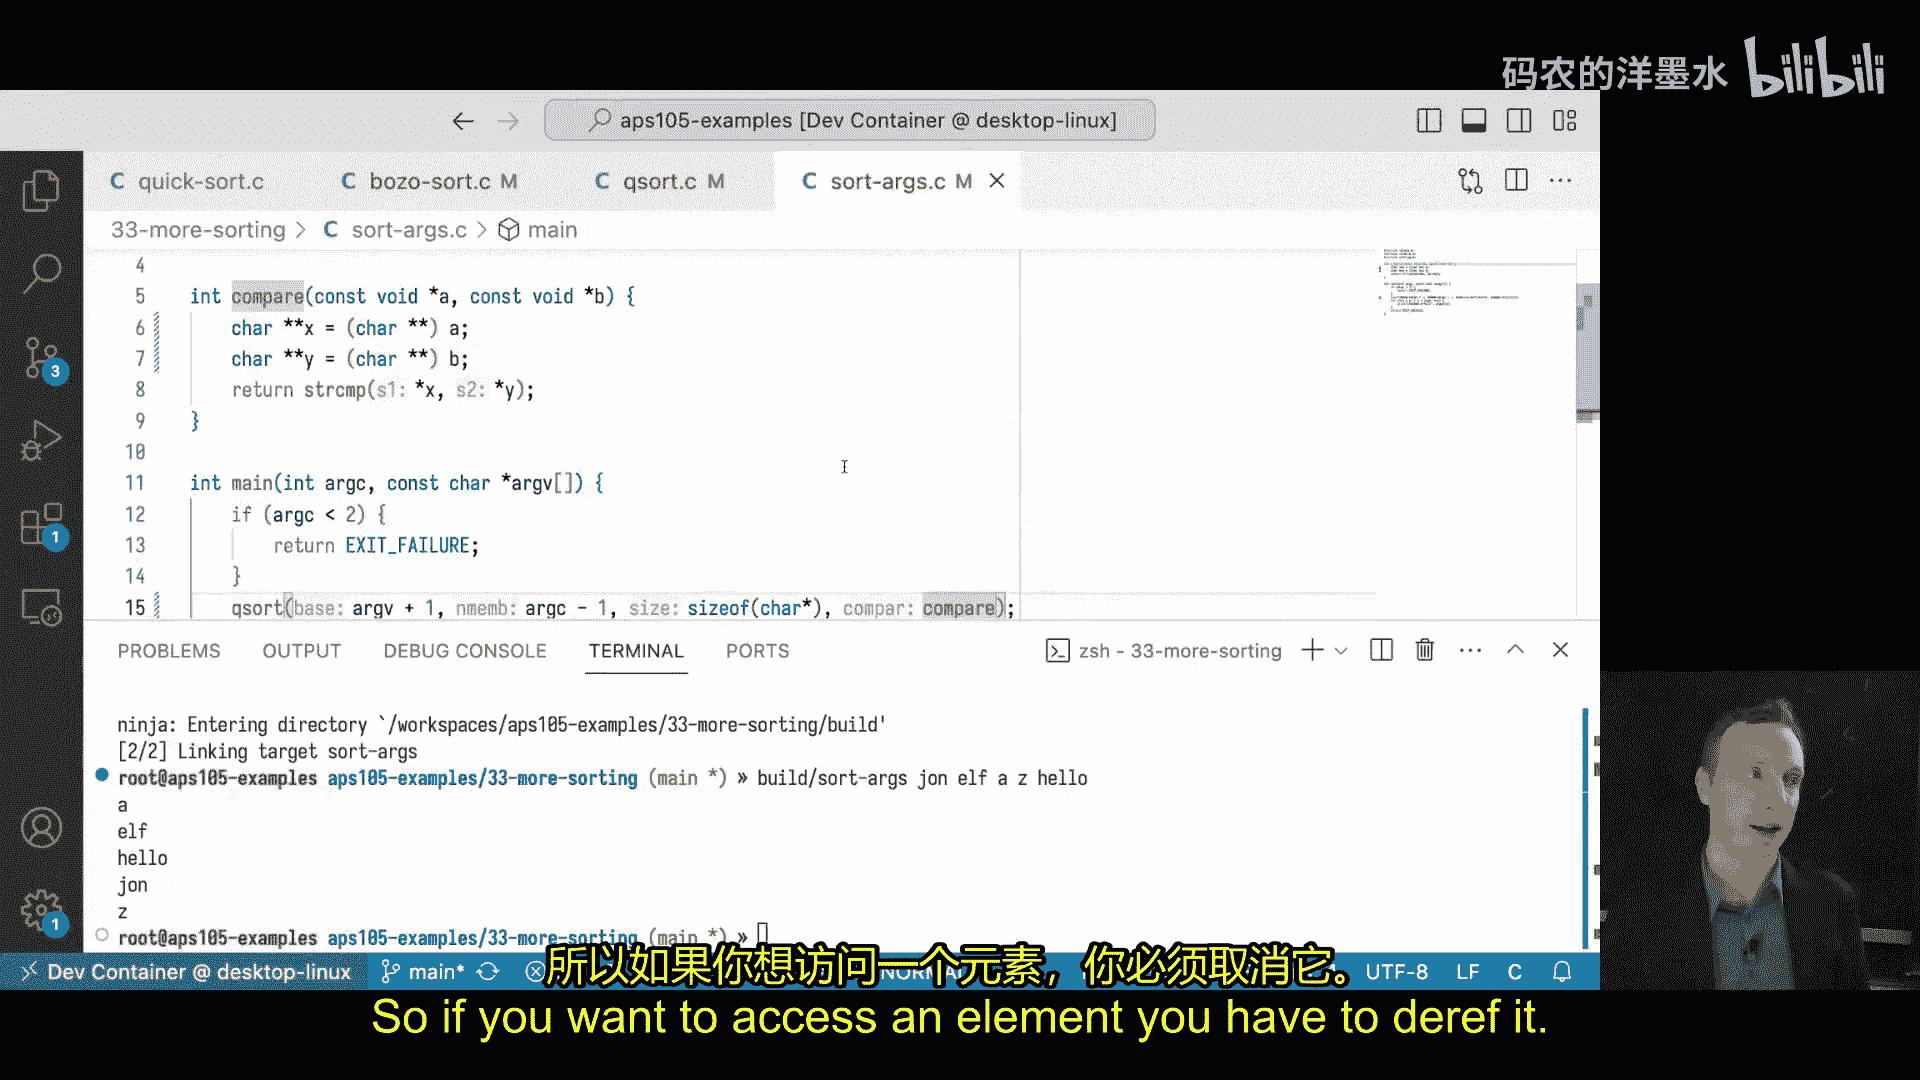 码农的洋墨水 bilibili
aps105-examples [Dev Container @ desktop-linux]
C quick-sort.c C bozo-sort.c M C qsort.c M C sort-args.c M
33-more-sorting > C sort-args.c > main
4
5 int compare(const void *a, const void *b) {
6 char **x = (char **) a;
7 char **y = (char **) b;
8 return strcmp(s1: *x, s2: *y);
9 }
10
11 int main(int argc, const char *argv[]) {
12 if (argc < 2) {
13 return EXIT_FAILURE;
14 }
15 qsort(base: argv + 1, nmemb: argc - 1, size: sizeof(char*), compar: compare);
3
1
1
PROBLEMS OUTPUT DEBUG CONSOLE TERMINAL PORTS zsh - 33-more-sorting
ninja: Entering directory `/workspaces/aps105-examples/33-more-sorting/build'
[2/2] Linking target sort-args
root@aps105-examples aps105-examples/33-more-sorting (main *) » build/sort-args jon elf a z hello
a
elf
hello
jon
z
root@aps105-examples aps105-examples/33-more-sorting (main *) »
Dev Container @ desktop-linux main* UTF-8 LF C
所以如果你想访问一个元素，你必须取消它。
So if you want to access an element you have to deref it.